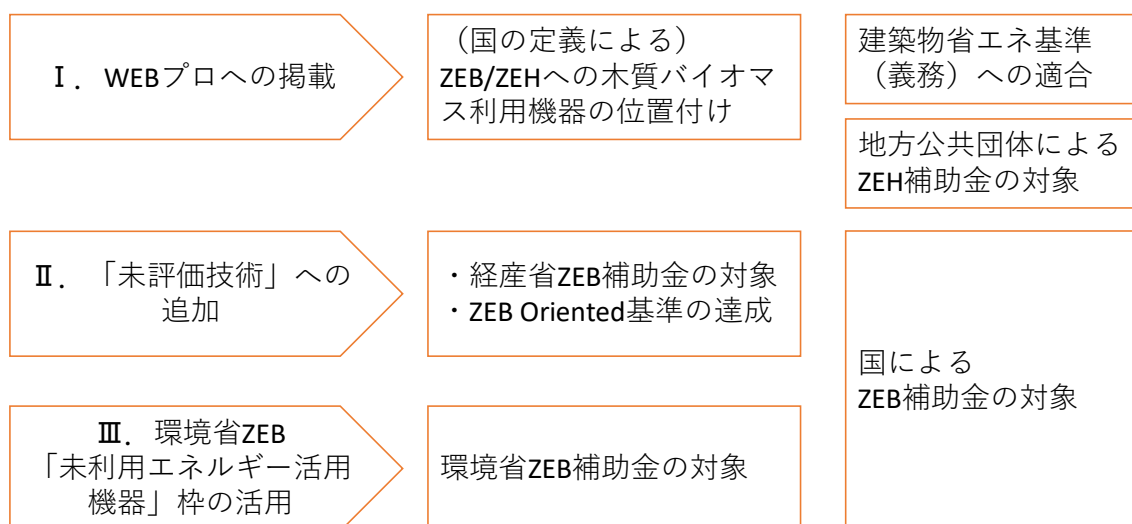 Ⅰ．WEBプロへの掲載
（国の定義による）
ZEB/ZEHへの木質バイオマ
ス利用機器の位置付け
建築物省エネ基準
（義務）への適合
地方公共団体による
ZEH補助金の対象
Ⅱ．「未評価技術」への
追加
・経産省ZEB補助金の対象
・ZEB Oriented基準の達成
国による
ZEB補助金の対象
Ⅲ．環境省ZEB
「未利用エネルギー活用
機器」枠の活用
環境省ZEB補助金の対象